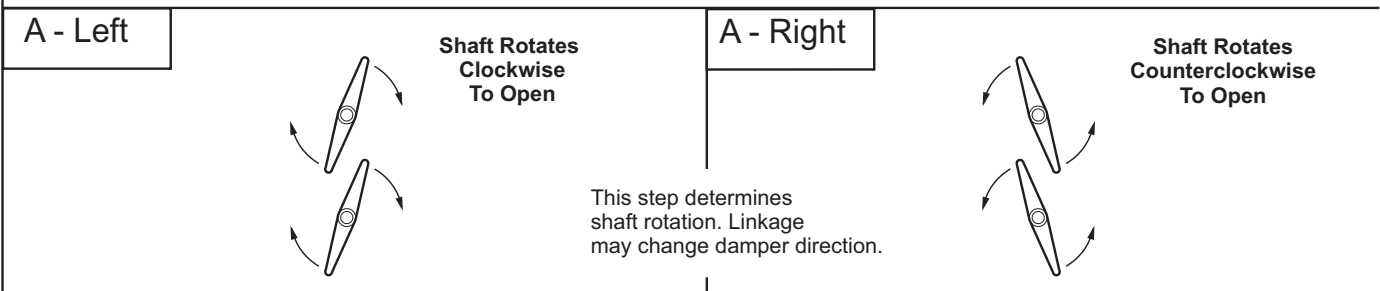 A - Left
Shaft Rotates
Clockwise
To Open
A - Right
Shaft Rotates
Counterclockwise
To Open
This step determines
shaft rotation. Linkage
may change damper direction.